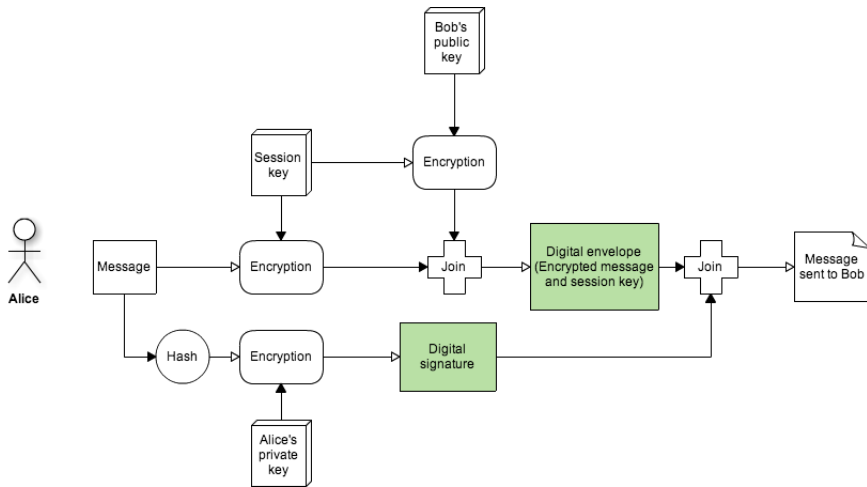 Bob's
public
key
Session
key
Encryption
Alice
Message
Encryption
Join
Digital envelope
(Encrypted message
and session key)
Join
Message
sent to Bob
Hash
Encryption
Digital
signature
Alice's
private
key